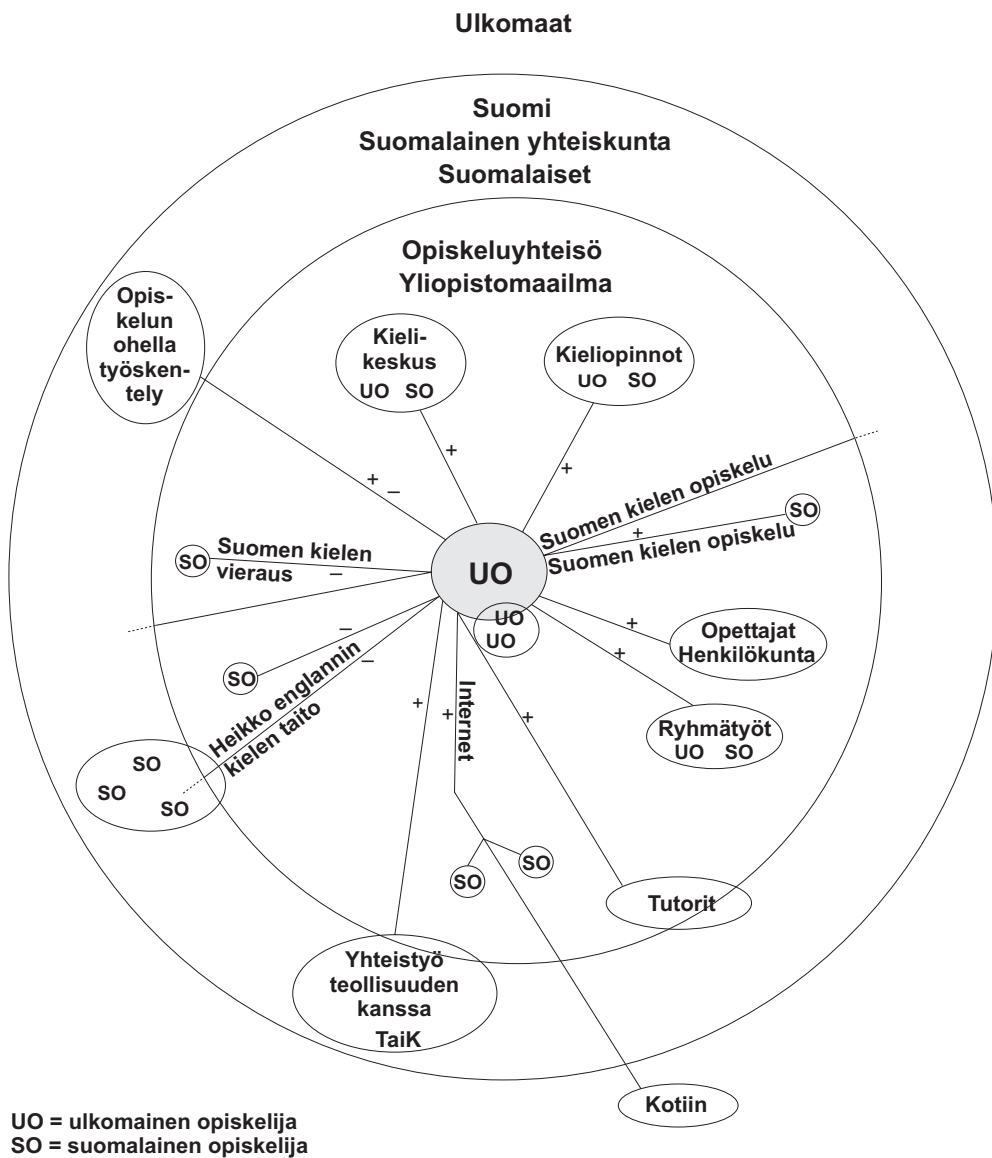 Ulkomaat
Suomi
Suomalainen yhteiskunta
Suomalaiset
Opiskeluyhteisö
Yliopistomaailma
Opis-
kelun
ohella
työsken-
tely
Kieli-
keskus
UO SO
Kieliopinnot
UO SO
+
+
+ –
Suomen kielen opiskelu
SO
+
Suomen kielen opiskelu
SO
Suomen kielen
vieraus
–
UO
UO
UO
+
Opettajat
Henkilökunta
+
Ryhmätyöt
UO SO
–
SO
–
Heikko englannin
kielen taito
SO
SO
SO
+
+
Internet
+
SO
SO
Tutorit
Yhteistyö
teollisuuden
kanssa
TaiK
Kotiin
UO = ulkomainen opiskelija
SO = suomalainen opiskelija